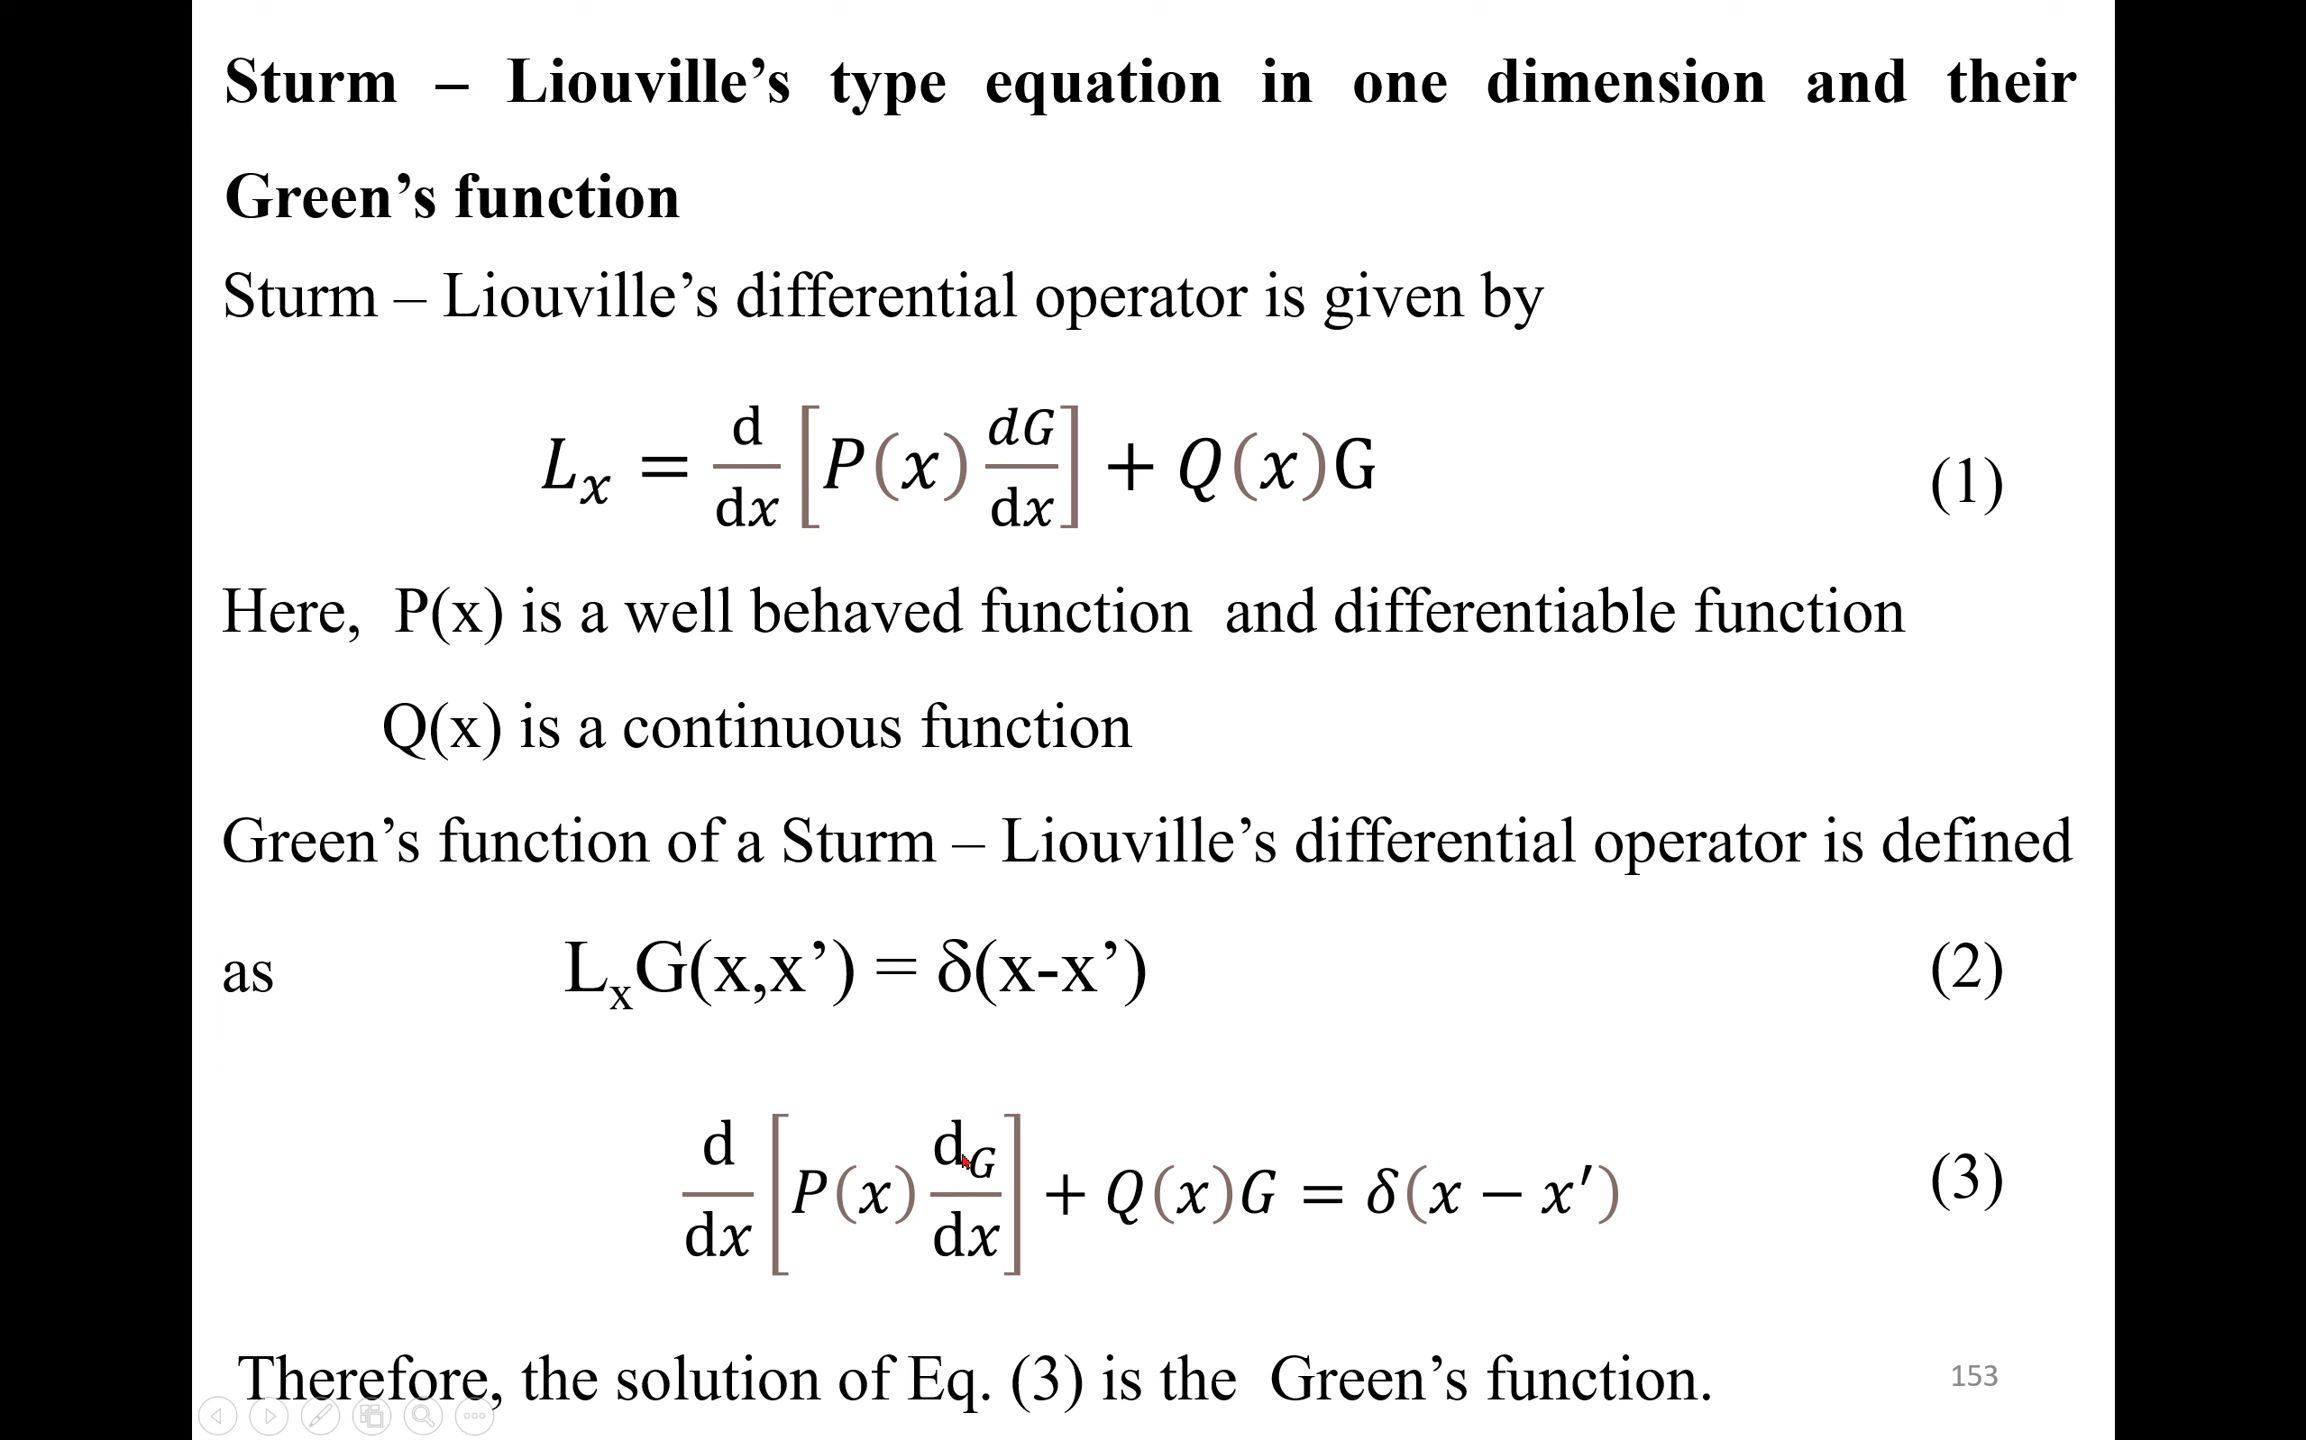 Sturm – Liouville’s type equation in one dimension and their
Green’s function
Sturm – Liouville’s differential operator is given by
Lₓ = d/dx [P(x) dG/dx] + Q(x)G (1)
Here, P(x) is a well behaved function and differentiable function
Q(x) is a continuous function
Green’s function of a Sturm – Liouville’s differential operator is defined
as LₓG(x,x’) = δ(x-x’) (2)
d/dx [P(x) dG/dx] + Q(x)G = δ(x − x′) (3)
Therefore, the solution of Eq. (3) is the Green’s function.
153